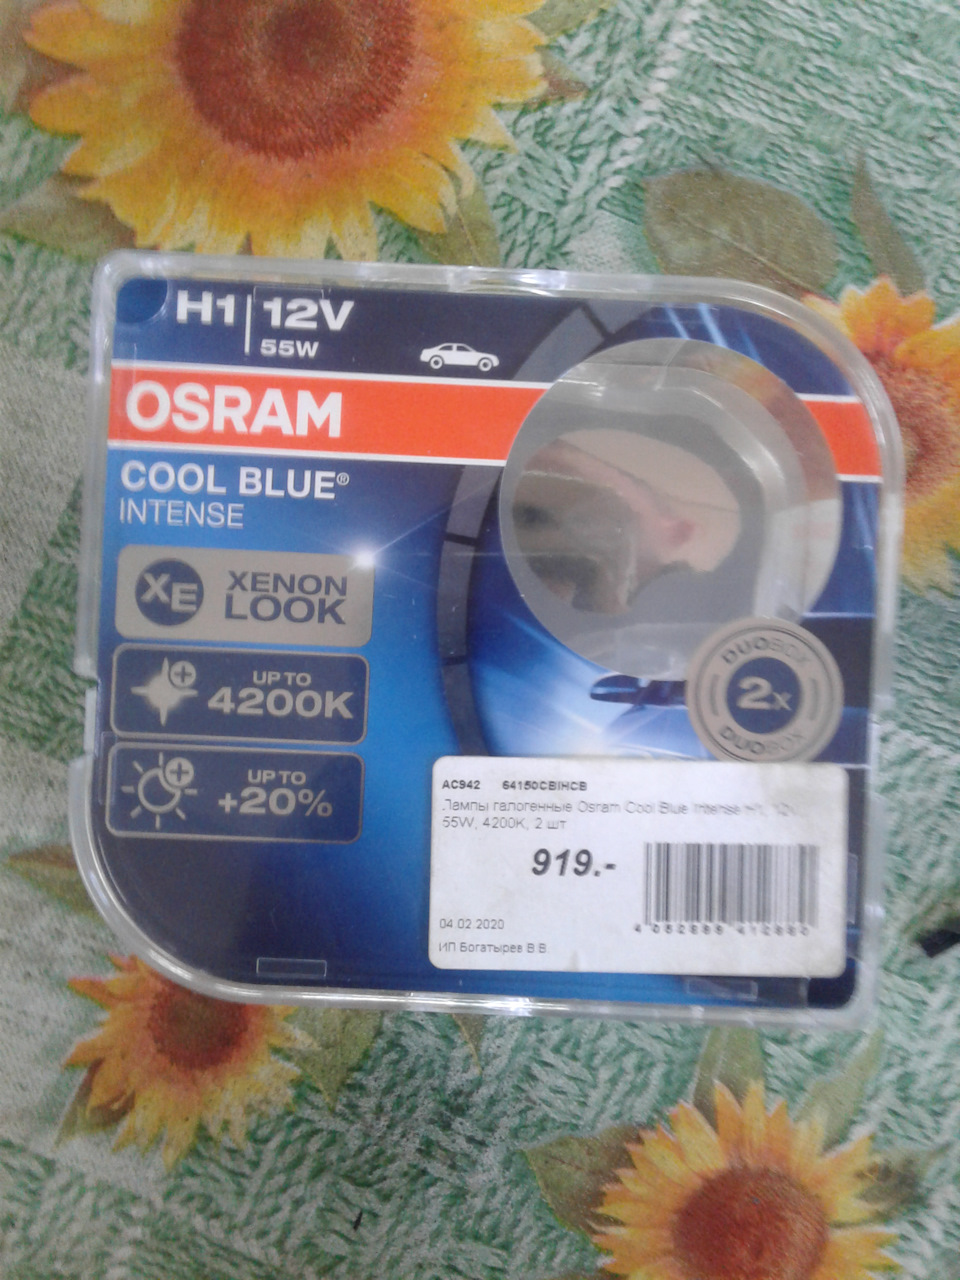 H1 12V
55W
OSRAM
COOL BLUE®
INTENSE
XE XENON
LOOK
UP TO
4200K
UP TO
+20%
DUOBOX
2x
DUOBOX
AC942 64150CBIHCB
Лампы галогенные Osram Cool Blue Intense H1, 12V
55W, 4200K, 2 шт
919.-
04.02.2020
ИП Богатырев В.В.